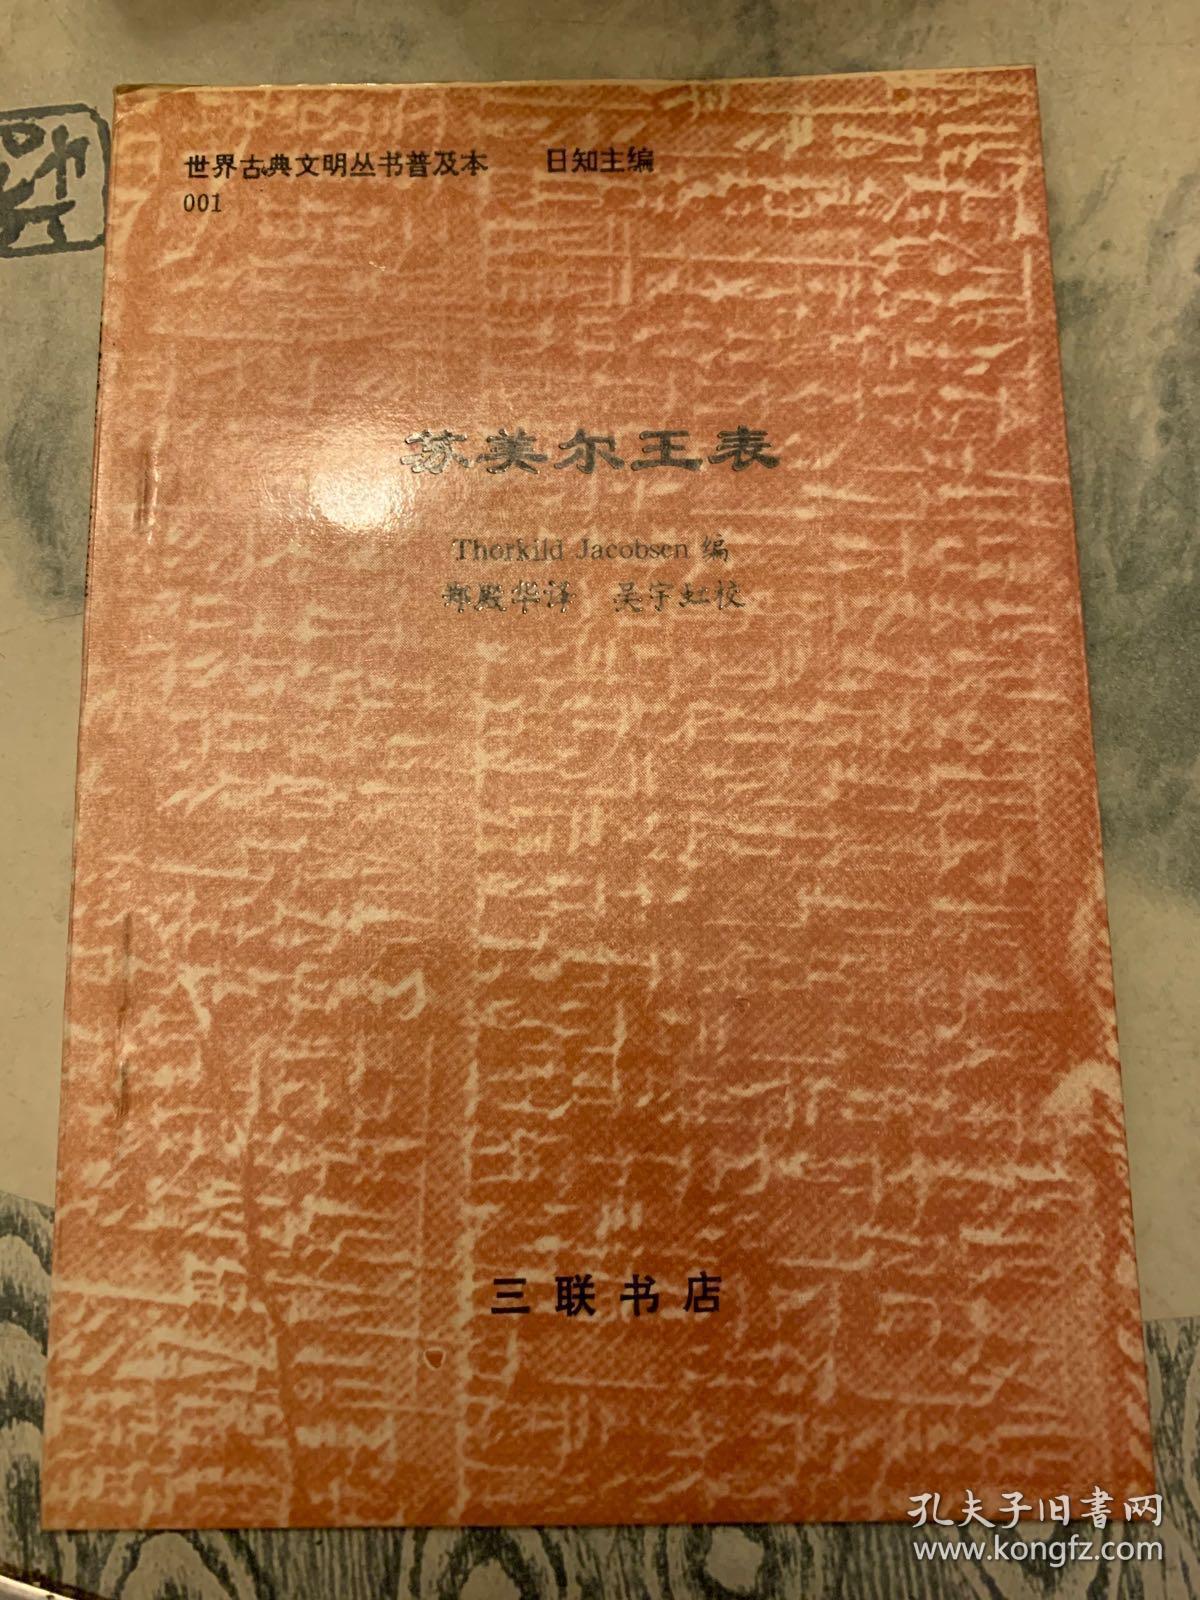 世界古典文明丛书普及本 日知主编
001
苏美尔王表
Thorkild Jacobsen 编
郑殿华译 吴宇虹校
三联书店
孔夫子旧書网
www.kongfz.com